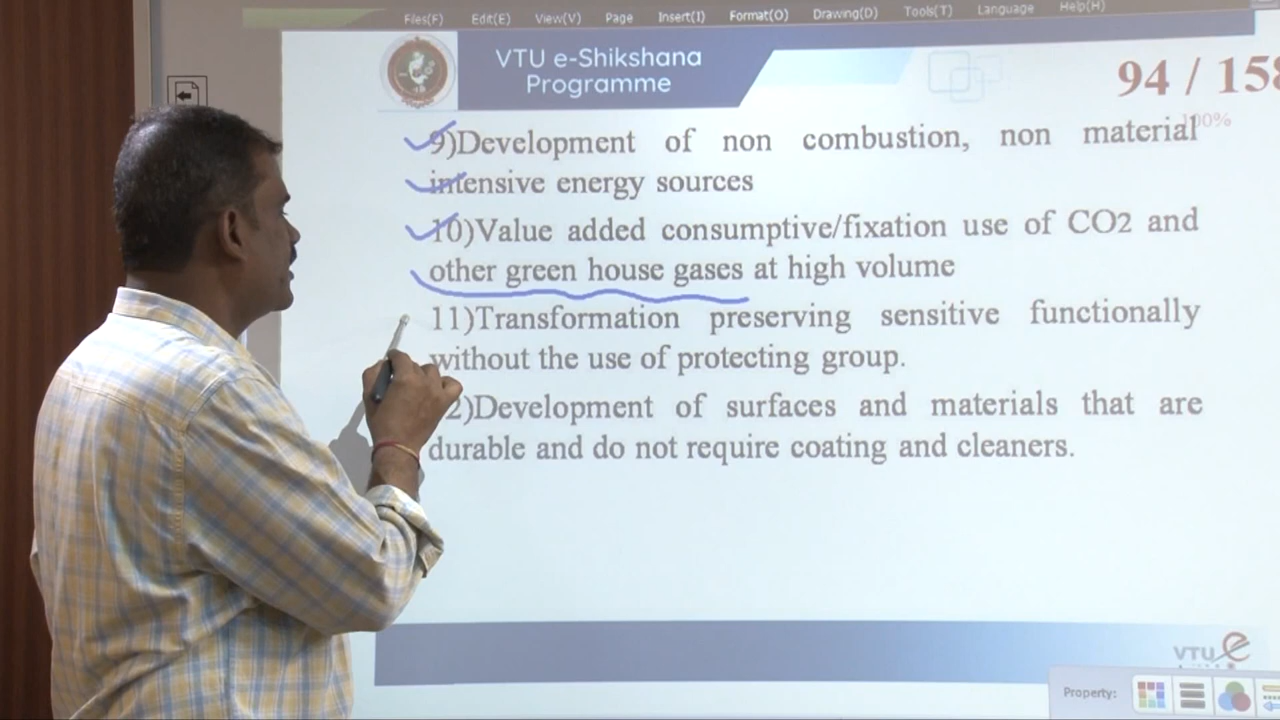 Files(F) Edit(E) View(V) Page Insert(I) Format(O) Drawing(D) Tools(T) Language Help(H)
VTU e-Shikshana
Programme
94 / 158
100%
9)Development of non combustion, non material
intensive energy sources
10)Value added consumptive/fixation use of CO2 and
other green house gases at high volume
11)Transformation preserving sensitive functionally
without the use of protecting group.
2)Development of surfaces and materials that are
durable and do not require coating and cleaners.
VTU e
Property: